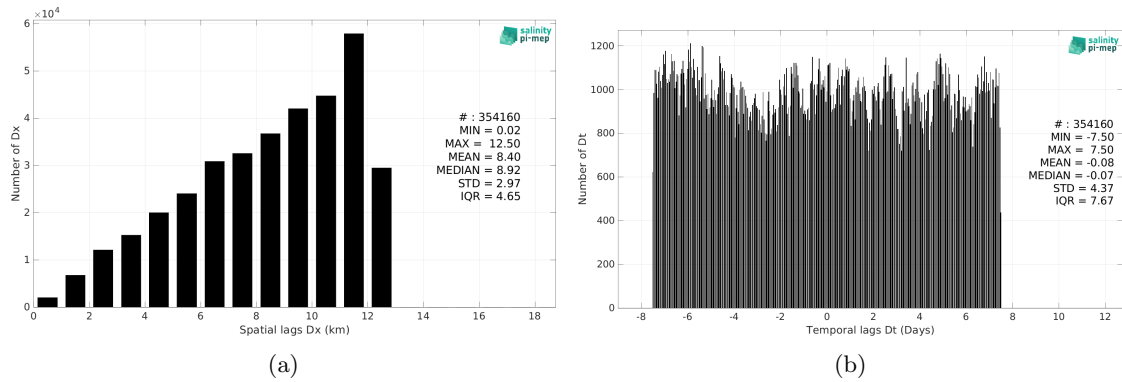 6 ×10⁴
5
4
3
2
1
0
Number of Dx
0 2 4 6 8 10 12 14 16 18
Spatial lags Dx (km)
salinity
pi-mep
# : 354160
MIN = 0.02
MAX = 12.50
MEAN = 8.40
MEDIAN = 8.92
STD = 2.97
IQR = 4.65
(a)
1200
1000
800
600
400
200
0
Number of Dt
-8 -6 -4 -2 0 2 4 6 8 10 12
Temporal lags Dt (Days)
salinity
pi-mep
# : 354160
MIN = -7.50
MAX = 7.50
MEAN = -0.08
MEDIAN = -0.07
STD = 4.37
IQR = 7.67
(b)